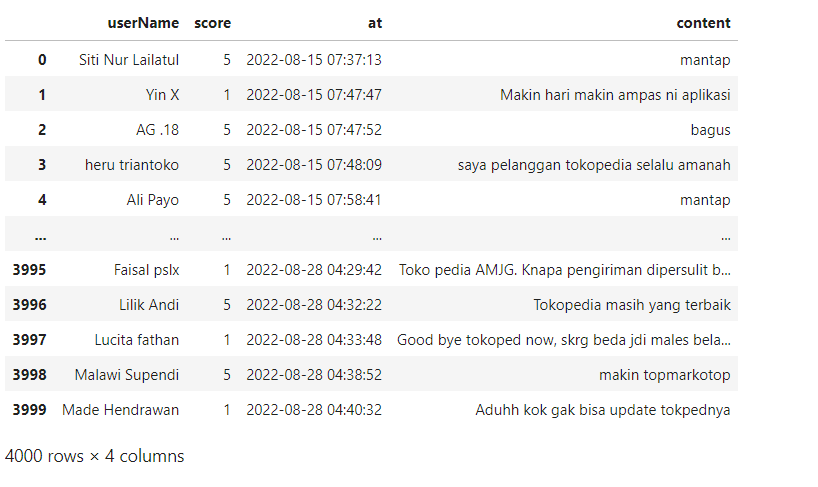 userName score at content
0 Siti Nur Lailatul 5 2022-08-15 07:37:13 mantap
1 Yin X 1 2022-08-15 07:47:47 Makin hari makin ampas ni aplikasi
2 AG .18 5 2022-08-15 07:47:52 bagus
3 heru triantoko 5 2022-08-15 07:48:09 saya pelanggan tokopedia selalu amanah
4 Ali Payo 5 2022-08-15 07:58:41 mantap
... ... ... ... ...
3995 Faisal pslx 1 2022-08-28 04:29:42 Toko pedia AMJG. Knapa pengiriman dipersulit b...
3996 Lilik Andi 5 2022-08-28 04:32:22 Tokopedia masih yang terbaik
3997 Lucita fathan 1 2022-08-28 04:33:48 Good bye tokoped now, skrg beda jdi males bela...
3998 Malawi Supendi 5 2022-08-28 04:38:52 makin topmarkotop
3999 Made Hendrawan 1 2022-08-28 04:40:32 Aduhh kok gak bisa update tokpednya
4000 rows × 4 columns